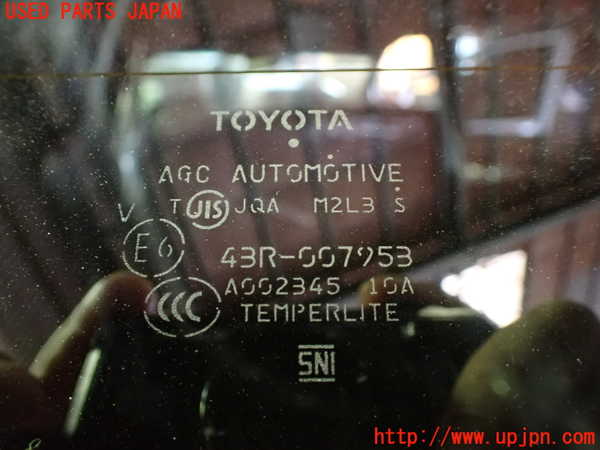 USED PARTS JAPAN
TOYOTA
AGC AUTOMOTIVE
T JIS JQA M2L3 S
V
E6 43R-007953
CCC A002345 10A
TEMPERLITE
SNI
http://www.upjpn.com/